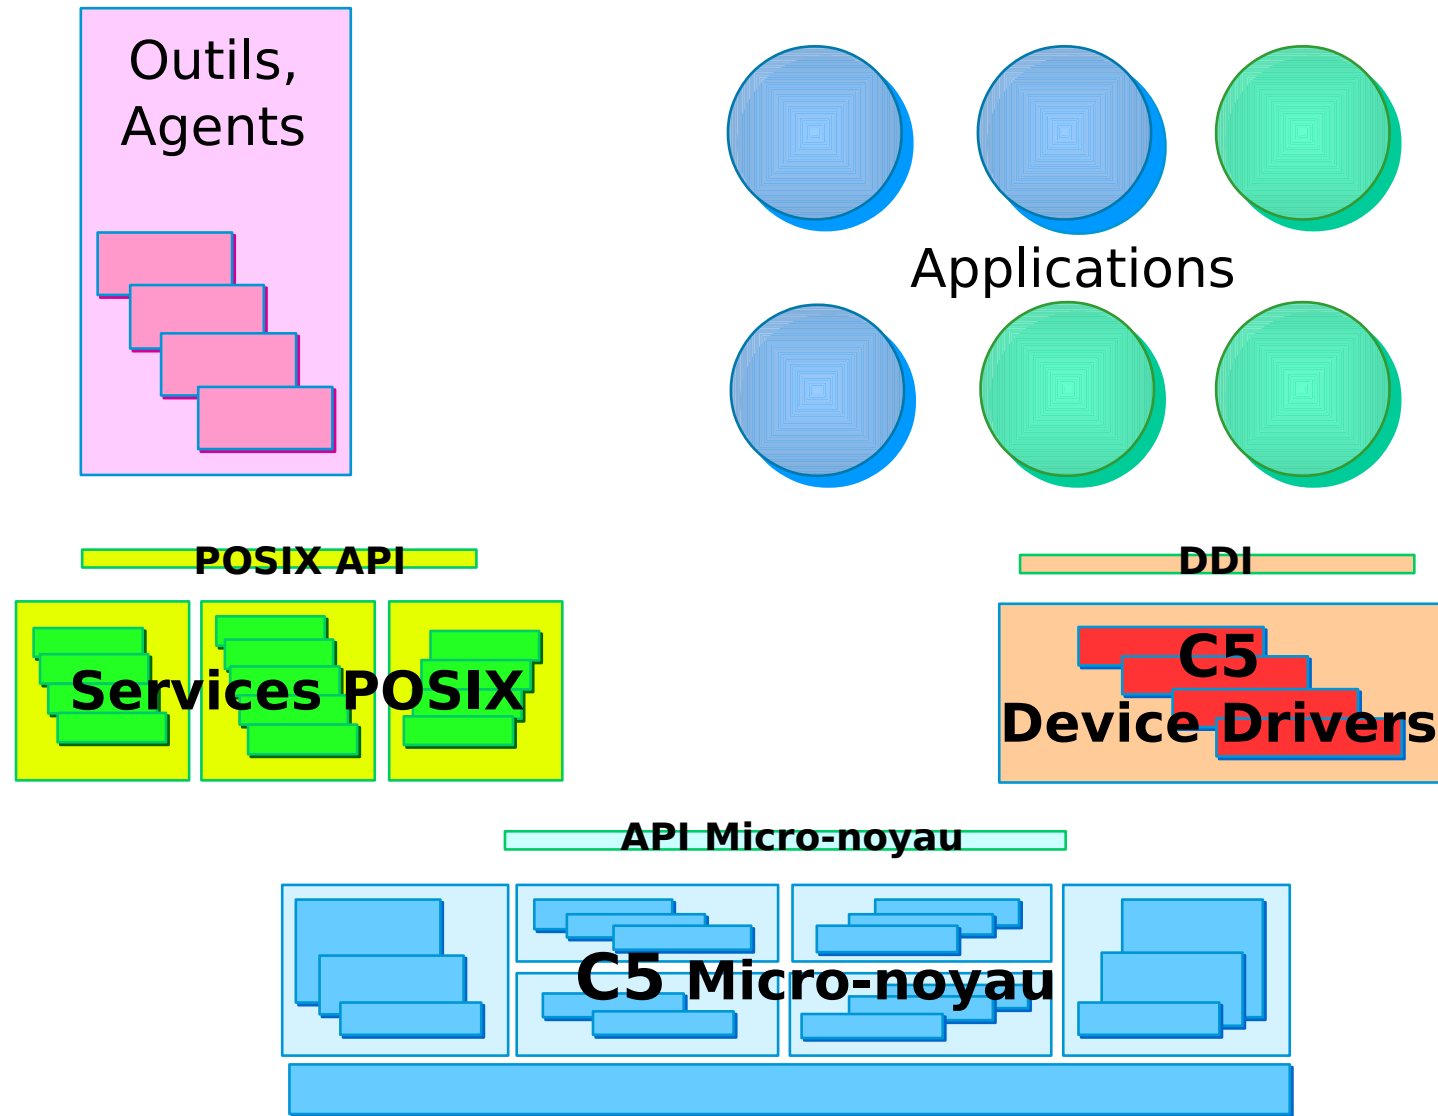 Outils,
Agents
Applications
POSIX API
DDI
Services POSIX
C5
Device Drivers
API Micro-noyau
C5 Micro-noyau